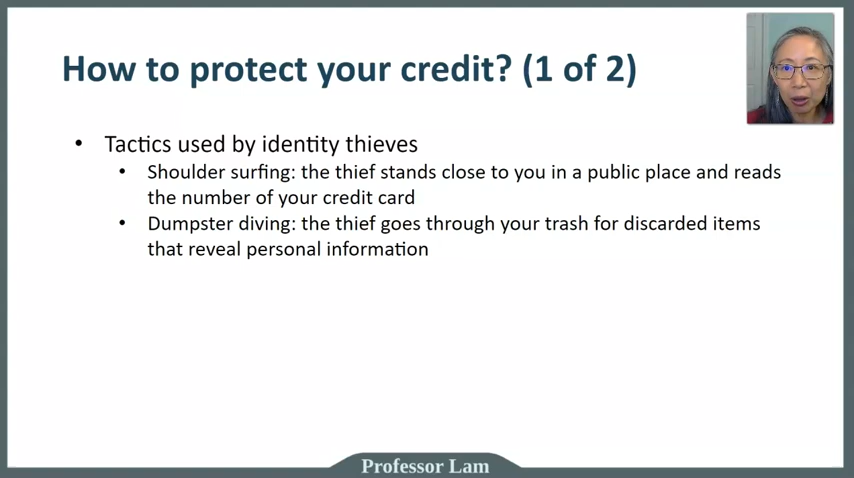 How to protect your credit? (1 of 2)
• Tactics used by identity thieves
• Shoulder surfing: the thief stands close to you in a public place and reads
the number of your credit card
• Dumpster diving: the thief goes through your trash for discarded items
that reveal personal information
Professor Lam